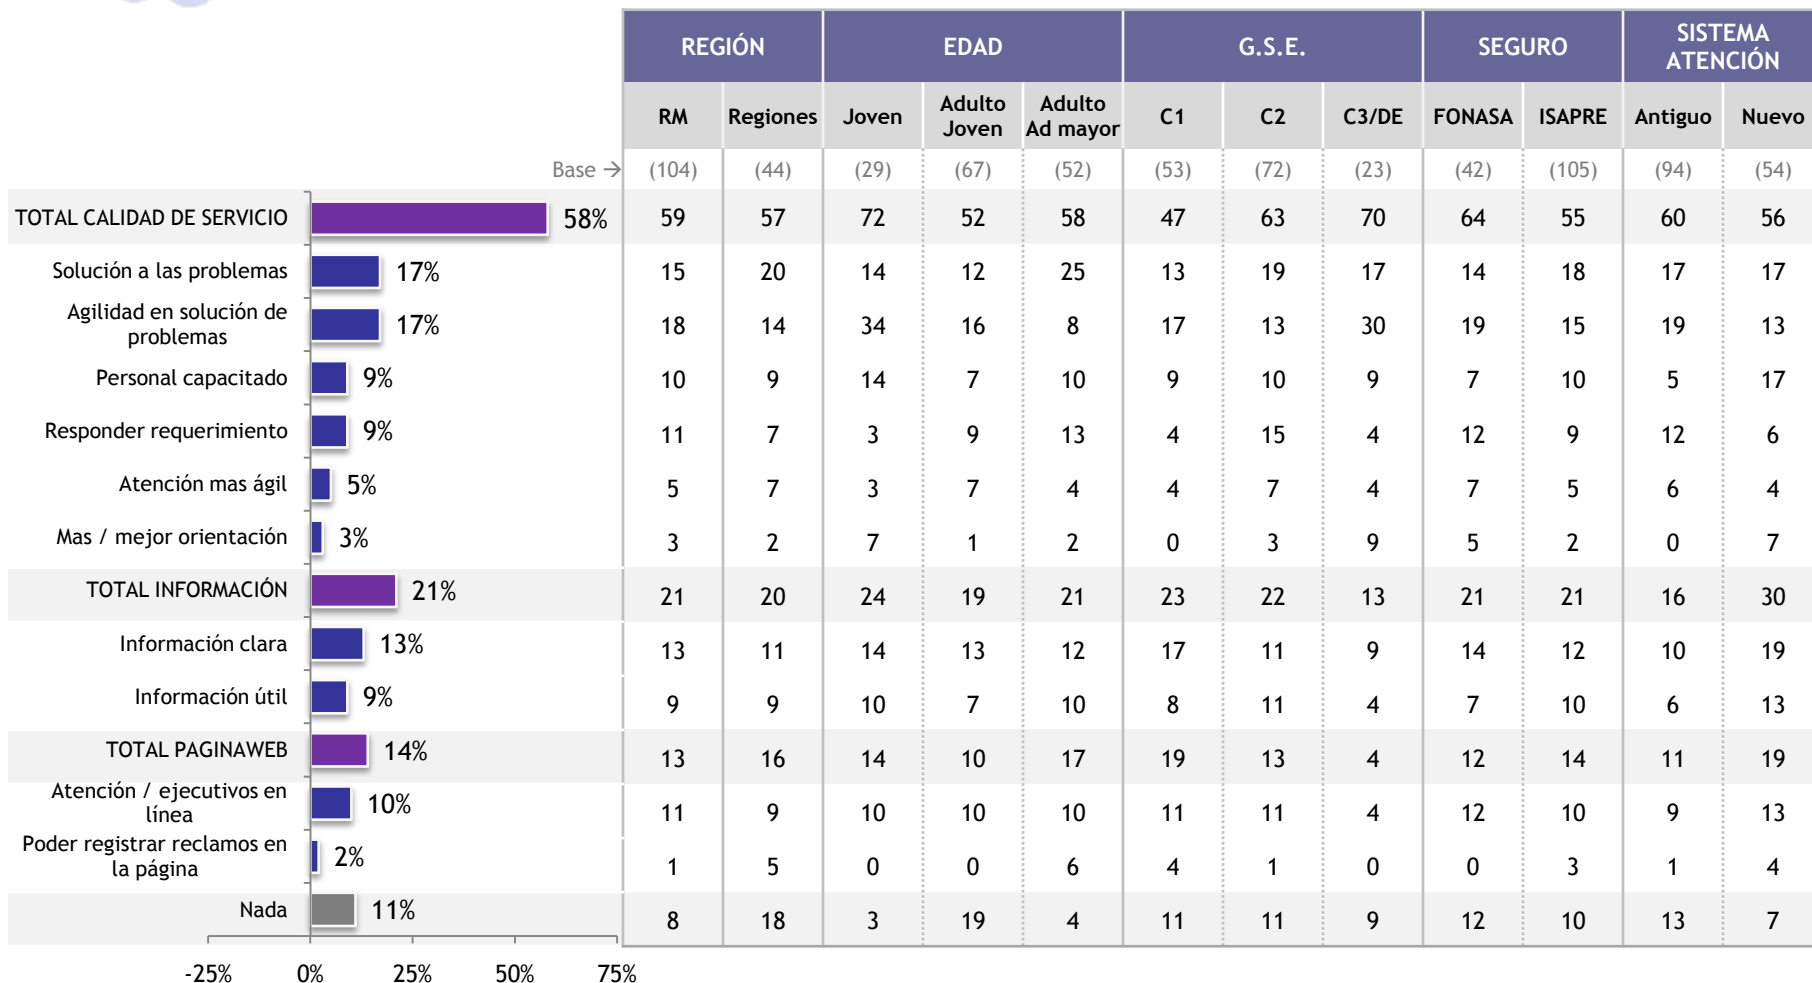 REGIÓN EDAD G.S.E. SEGURO SISTEMA
ATENCIÓN
RM Regiones Joven Adulto
Joven Adulto
Ad mayor C1 C2 C3/DE FONASA ISAPRE Antiguo Nuevo
Base → (104) (44) (29) (67) (52) (53) (72) (23) (42) (105) (94) (54)
TOTAL CALIDAD DE SERVICIO 58% 59 57 72 52 58 47 63 70 64 55 60 56
Solución a las problemas 17% 15 20 14 12 25 13 19 17 14 18 17 17
Agilidad en solución de
problemas 17% 18 14 34 16 8 17 13 30 19 15 19 13
Personal capacitado 9% 10 9 14 7 10 9 10 9 7 10 5 17
Responder requerimiento 9% 11 7 3 9 13 4 15 4 12 9 12 6
Atención mas ágil 5% 5 7 3 7 4 4 7 4 7 5 6 4
Mas / mejor orientación 3% 3 2 7 1 2 0 3 9 5 2 0 7
TOTAL INFORMACIÓN 21% 21 20 24 19 21 23 22 13 21 21 16 30
Información clara 13% 13 11 14 13 12 17 11 9 14 12 10 19
Información útil 9% 9 9 10 7 10 8 11 4 7 10 6 13
TOTAL PAGINAWEB 14% 13 16 14 10 17 19 13 4 12 14 11 19
Atención / ejecutivos en
línea 10% 11 9 10 10 10 11 11 4 12 10 9 13
Poder registrar reclamos en
la página 2% 1 5 0 0 6 4 1 0 0 3 1 4
Nada 11% 8 18 3 19 4 11 11 9 12 10 13 7
-25% 0% 25% 50% 75%